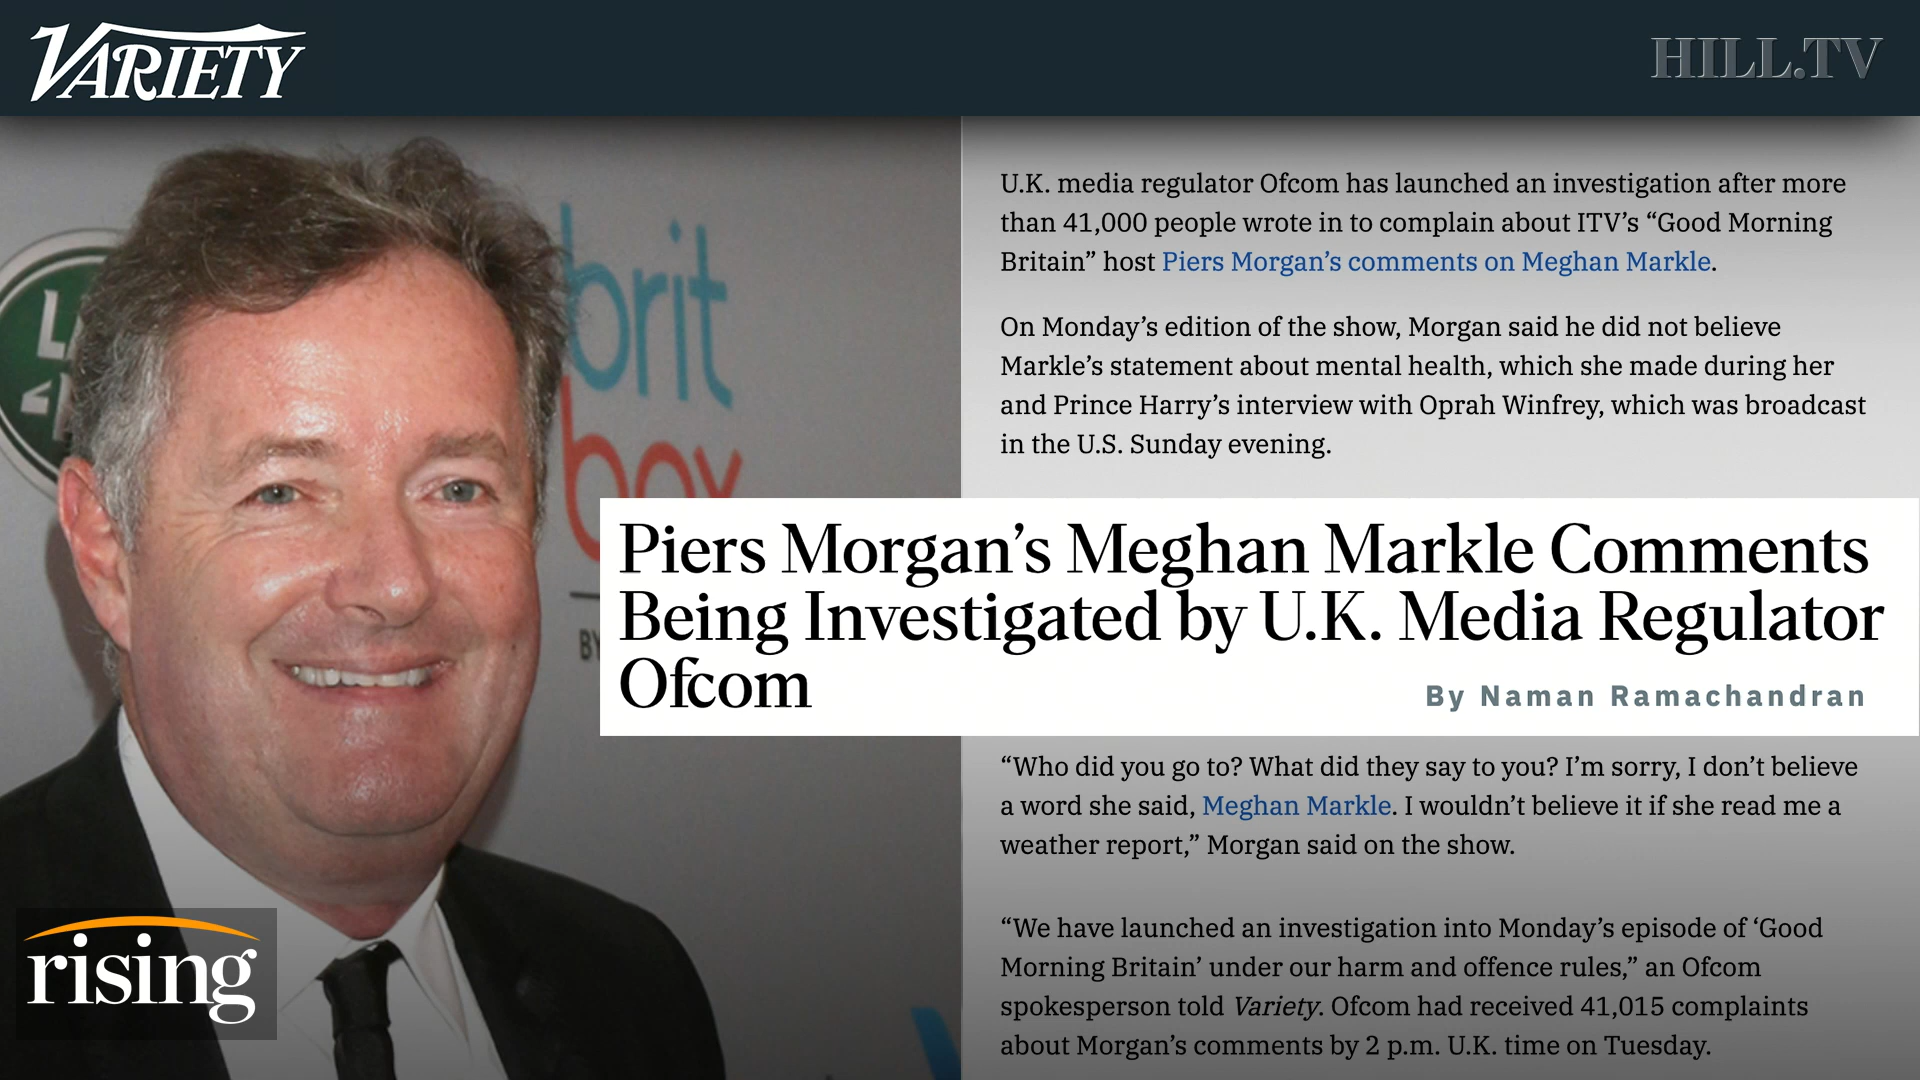 VARIETY
HILL.TV
U.K. media regulator Ofcom has launched an investigation after more
than 41,000 people wrote in to complain about ITV’s “Good Morning
Britain” host Piers Morgan’s comments on Meghan Markle.
On Monday’s edition of the show, Morgan said he did not believe
Markle’s statement about mental health, which she made during her
and Prince Harry’s interview with Oprah Winfrey, which was broadcast
in the U.S. Sunday evening.
brit
box
BY
Piers Morgan’s Meghan Markle Comments
Being Investigated by U.K. Media Regulator
Ofcom
By Naman Ramachandran
“Who did you go to? What did they say to you? I’m sorry, I don’t believe
a word she said, Meghan Markle. I wouldn’t believe it if she read me a
weather report,” Morgan said on the show.
“We have launched an investigation into Monday’s episode of ‘Good
Morning Britain’ under our harm and offence rules,” an Ofcom
spokesperson told Variety. Ofcom had received 41,015 complaints
about Morgan’s comments by 2 p.m. U.K. time on Tuesday.
rising